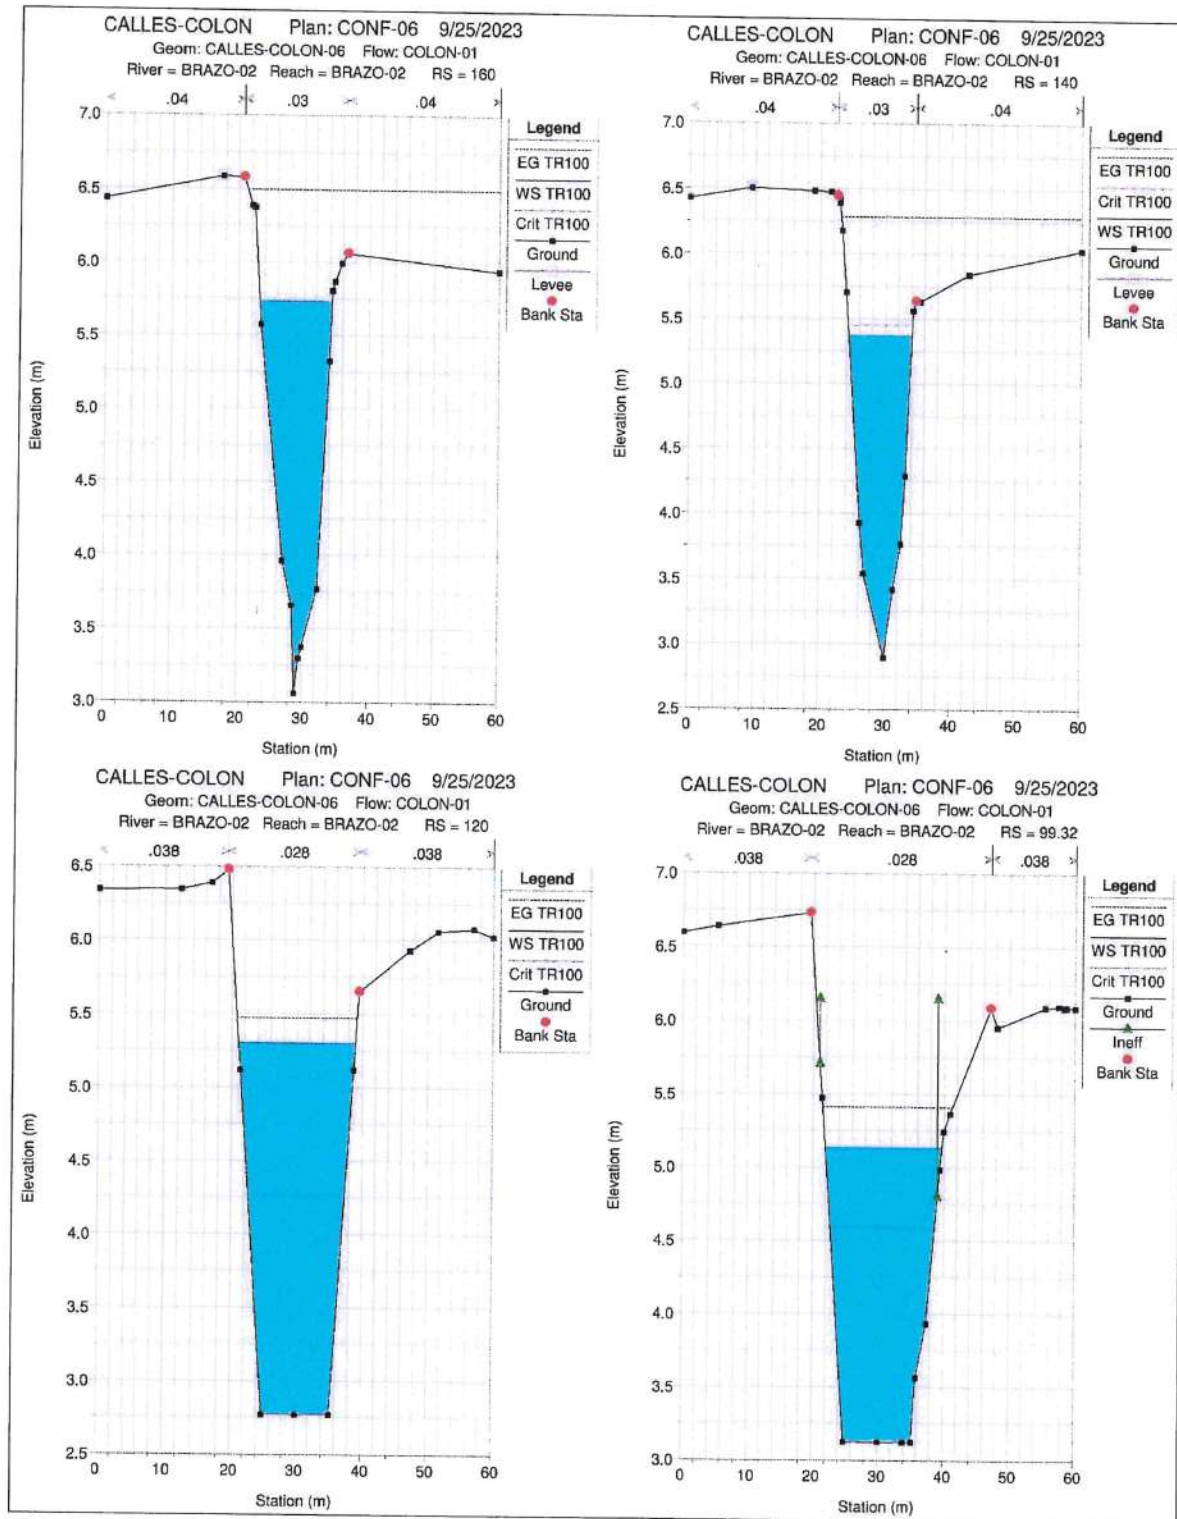 CALLES-COLON Plan: CONF-06 9/25/2023
Geom: CALLES-COLON-06 Flow: COLON-01
River = BRAZO-02 Reach = BRAZO-02 RS = 160
.04 .03 .04
Legend
EG TR100
WS TR100
Crit TR100
Ground
Levee
Bank Sta
7.0
6.5
6.0
5.5
5.0
4.5
4.0
3.5
3.0
Elevation (m)
0 10 20 30 40 50 60
Station (m)
CALLES-COLON Plan: CONF-06 9/25/2023
Geom: CALLES-COLON-06 Flow: COLON-01
River = BRAZO-02 Reach = BRAZO-02 RS = 140
.04 .03 .04
Legend
EG TR100
Crit TR100
WS TR100
Ground
Levee
Bank Sta
7.0
6.5
6.0
5.5
5.0
4.5
4.0
3.5
3.0
2.5
Elevation (m)
0 10 20 30 40 50 60
Station (m)
CALLES-COLON Plan: CONF-06 9/25/2023
Geom: CALLES-COLON-06 Flow: COLON-01
River = BRAZO-02 Reach = BRAZO-02 RS = 120
.038 .028 .038
Legend
EG TR100
WS TR100
Crit TR100
Ground
Bank Sta
6.5
6.0
5.5
5.0
4.5
4.0
3.5
3.0
2.5
Elevation (m)
0 10 20 30 40 50 60
Station (m)
CALLES-COLON Plan: CONF-06 9/25/2023
Geom: CALLES-COLON-06 Flow: COLON-01
River = BRAZO-02 Reach = BRAZO-02 RS = 99.32
.038 .028 .038
Legend
EG TR100
WS TR100
Crit TR100
Ground
Ineff
Bank Sta
7.0
6.5
6.0
5.5
5.0
4.5
4.0
3.5
3.0
Elevation (m)
0 10 20 30 40 50 60
Station (m)